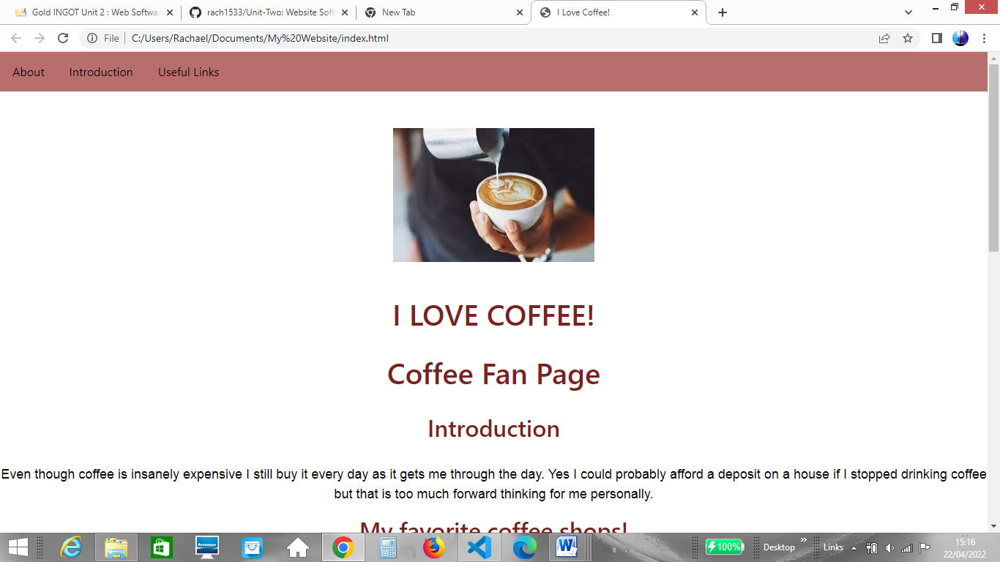 Gold INGOT Unit 2 : Web Softwar
rach1533/Unit-Two: Website Soft
New Tab
I Love Coffee!
File
C:/Users/Rachael/Documents/My%20Website/index.html
About
Introduction
Useful Links
I LOVE COFFEE!
Coffee Fan Page
Introduction
Even though coffee is insanely expensive I still buy it every day as it gets me through the day. Yes I could probably afford a deposit on a house if I stopped drinking coffee
but that is too much forward thinking for me personally.
My favorite coffee shops!
lenovo
100%
Desktop
Links
15:16
22/04/2022